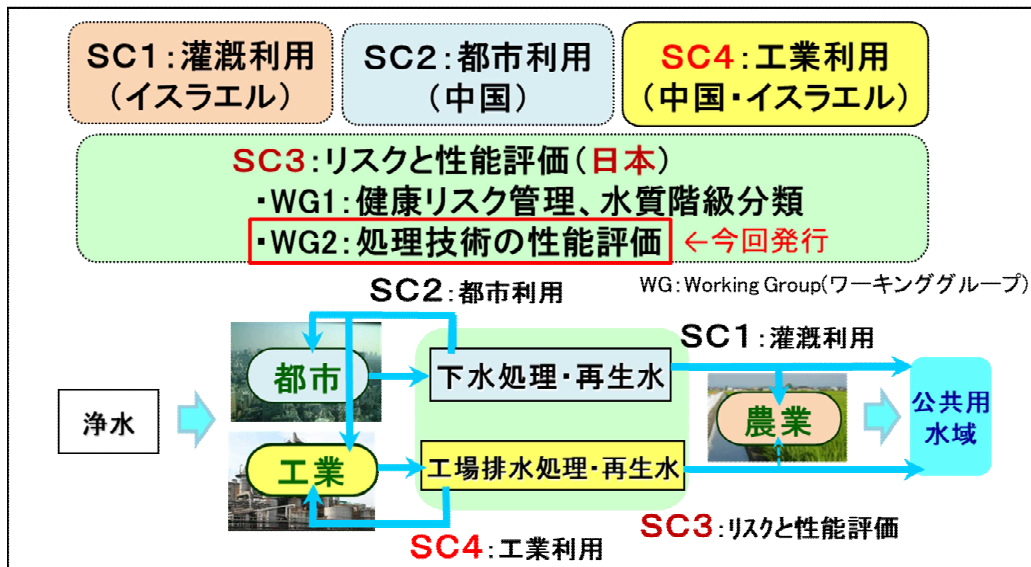 SC1：灌漑利用
（イスラエル）
SC2：都市利用
（中国）
SC4：工業利用
（中国・イスラエル）
SC3：リスクと性能評価（日本）
・WG1：健康リスク管理、水質階級分類
・WG2：処理技術の性能評価 ←今回発行
WG：Working Group(ワーキンググループ)
SC2：都市利用
SC1：灌漑利用
都市
下水処理・再生水
浄水
農業
公共用
水域
工業
工場排水処理・再生水
SC4：工業利用
SC3：リスクと性能評価